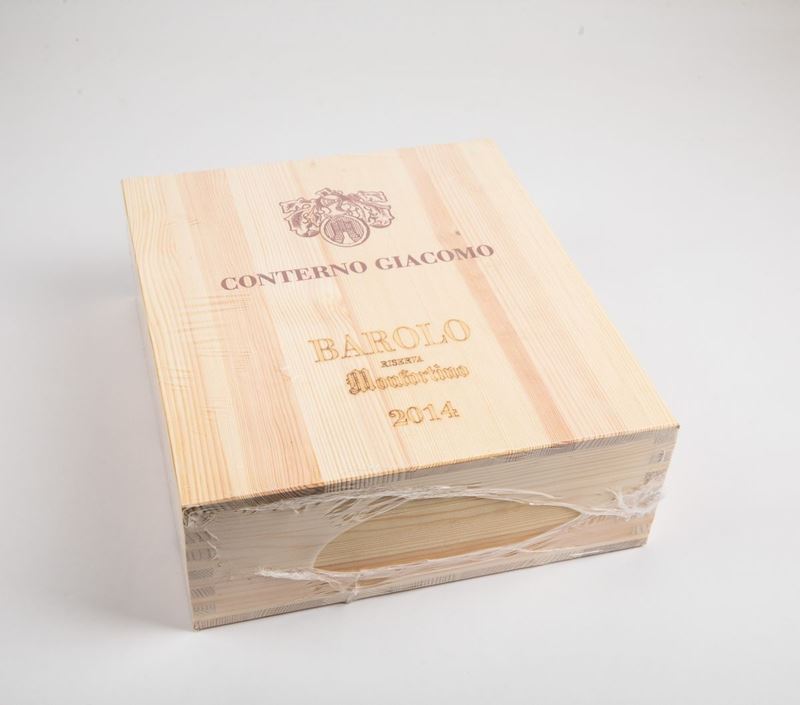 CONTERNO GIACOMO
BAROLO
RISERVA
Monfortino
2014